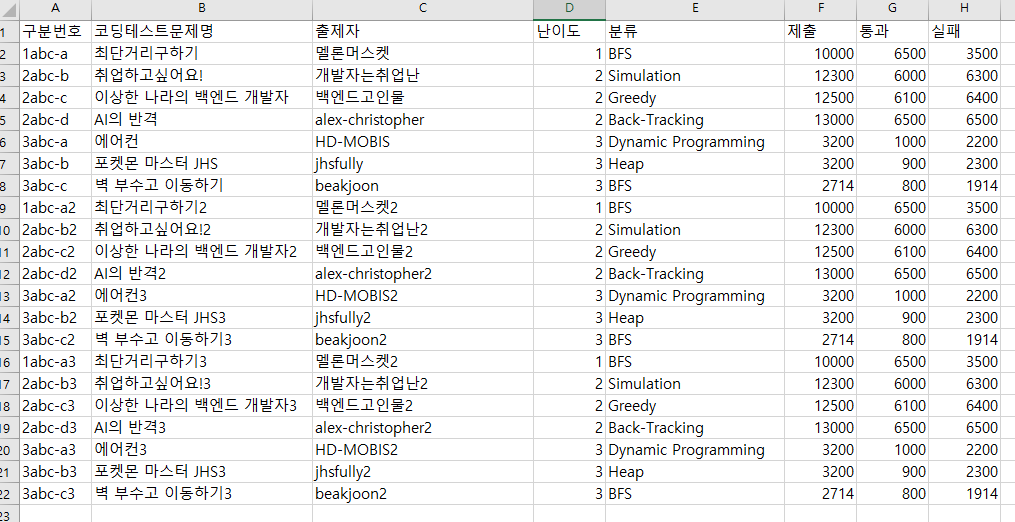 A B C D E F G H
1 구분번호 코딩테스트문제명 출제자 난이도 분류 제출 통과 실패
2 1abc-a 최단거리구하기 멜론머스켓 1 BFS 10000 6500 3500
3 2abc-b 취업하고싶어요! 개발자는취업난 2 Simulation 12300 6000 6300
4 2abc-c 이상한 나라의 백엔드 개발자 백엔드고인물 2 Greedy 12500 6100 6400
5 2abc-d AI의 반격 alex-christopher 2 Back-Tracking 13000 6500 6500
6 3abc-a 에어컨 HD-MOBIS 3 Dynamic Programming 3200 1000 2200
7 3abc-b 포켓몬 마스터 JHS jhsfully 3 Heap 3200 900 2300
8 3abc-c 벽 부수고 이동하기 beakjoon 3 BFS 2714 800 1914
9 1abc-a2 최단거리구하기2 멜론머스켓2 1 BFS 10000 6500 3500
10 2abc-b2 취업하고싶어요!2 개발자는취업난2 2 Simulation 12300 6000 6300
11 2abc-c2 이상한 나라의 백엔드 개발자2 백엔드고인물2 2 Greedy 12500 6100 6400
12 2abc-d2 AI의 반격2 alex-christopher2 2 Back-Tracking 13000 6500 6500
13 3abc-a2 에어컨3 HD-MOBIS2 3 Dynamic Programming 3200 1000 2200
14 3abc-b2 포켓몬 마스터 JHS3 jhsfully2 3 Heap 3200 900 2300
15 3abc-c2 벽 부수고 이동하기3 beakjoon2 3 BFS 2714 800 1914
16 1abc-a3 최단거리구하기3 멜론머스켓2 1 BFS 10000 6500 3500
17 2abc-b3 취업하고싶어요!3 개발자는취업난2 2 Simulation 12300 6000 6300
18 2abc-c3 이상한 나라의 백엔드 개발자3 백엔드고인물2 2 Greedy 12500 6100 6400
19 2abc-d3 AI의 반격3 alex-christopher2 2 Back-Tracking 13000 6500 6500
20 3abc-a3 에어컨3 HD-MOBIS2 3 Dynamic Programming 3200 1000 2200
21 3abc-b3 포켓몬 마스터 JHS3 jhsfully2 3 Heap 3200 900 2300
22 3abc-c3 벽 부수고 이동하기3 beakjoon2 3 BFS 2714 800 1914
23